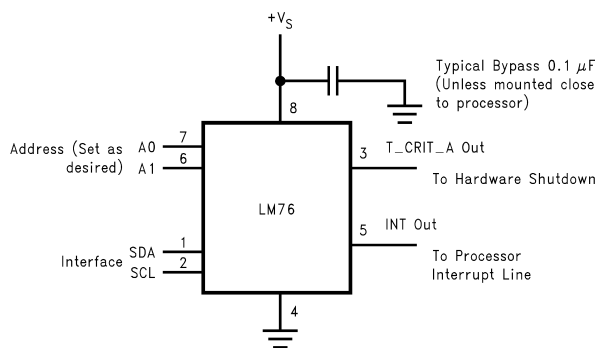 +VS
Typical Bypass 0.1 μF
(Unless mounted close
to processor)
8
Address (Set as
desired)
A0
7
A1
6
3
T_CRIT_A Out
To Hardware Shutdown
LM76
5
INT Out
To Processor
Interrupt Line
Interface
SDA
1
SCL
2
4